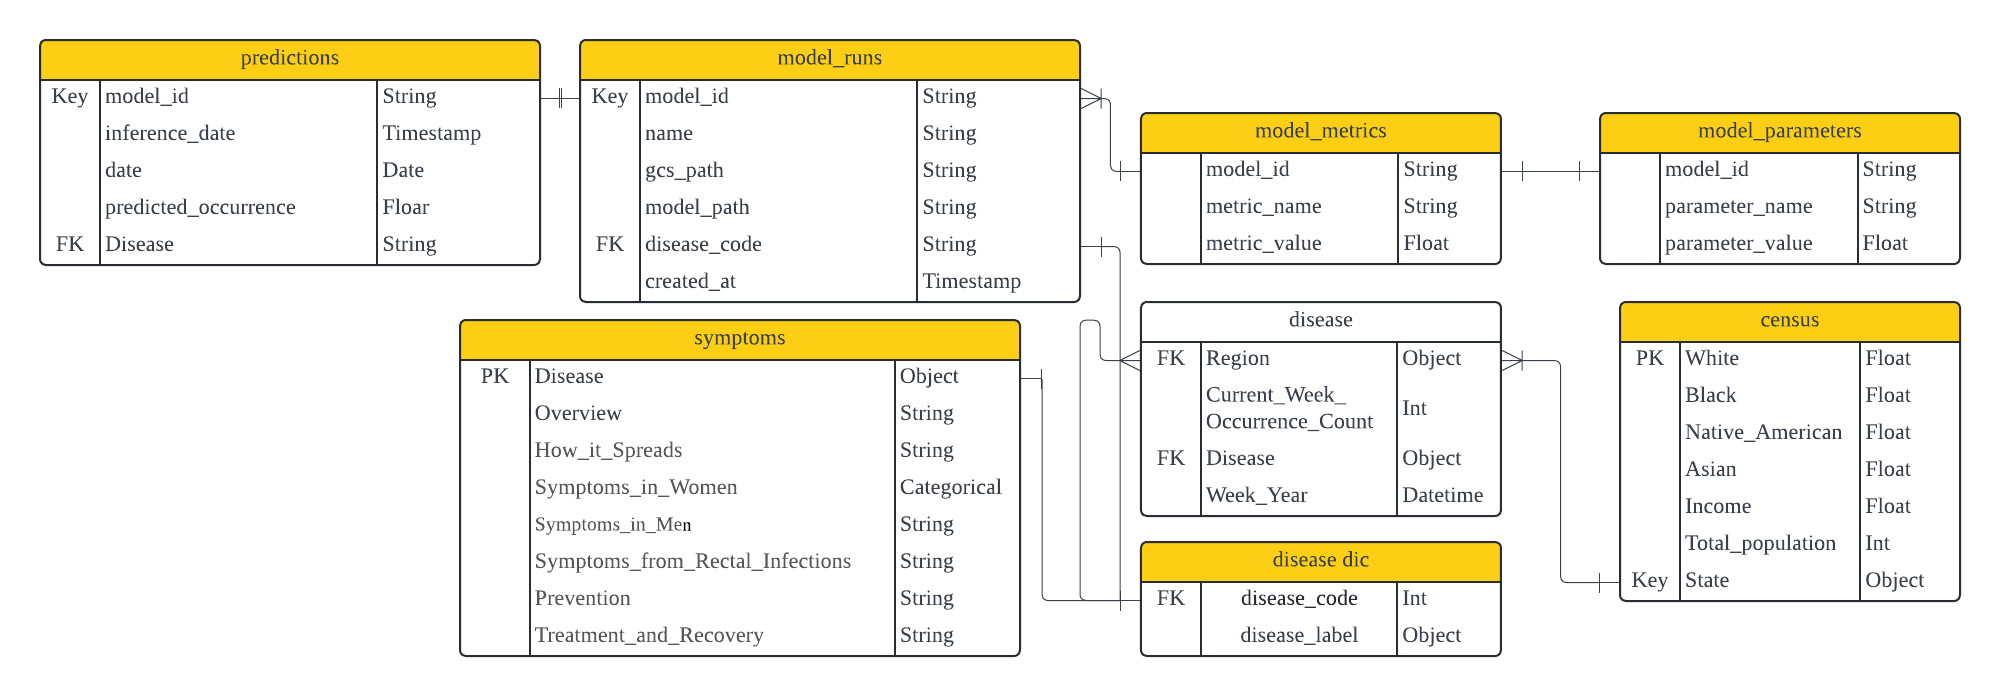 predictions
Key model_id String
inference_date Timestamp
date Date
predicted_occurrence Floar
FK Disease String
model_runs
Key model_id String
name String
gcs_path String
model_path String
FK disease_code String
created_at Timestamp
model_metrics
model_id String
metric_name String
metric_value Float
model_parameters
model_id String
parameter_name String
parameter_value Float
symptoms
PK Disease Object
Overview String
How_it_Spreads String
Symptoms_in_Women Categorical
Symptoms_in_Men String
Symptoms_from_Rectal_Infections String
Prevention String
Treatment_and_Recovery String
disease
FK Region Object
Current_Week_
Occurrence_Count Int
FK Disease Object
Week_Year Datetime
disease dic
FK disease_code Int
disease_label Object
census
PK White Float
Black Float
Native_American Float
Asian Float
Income Float
Total_population Int
Key State Object